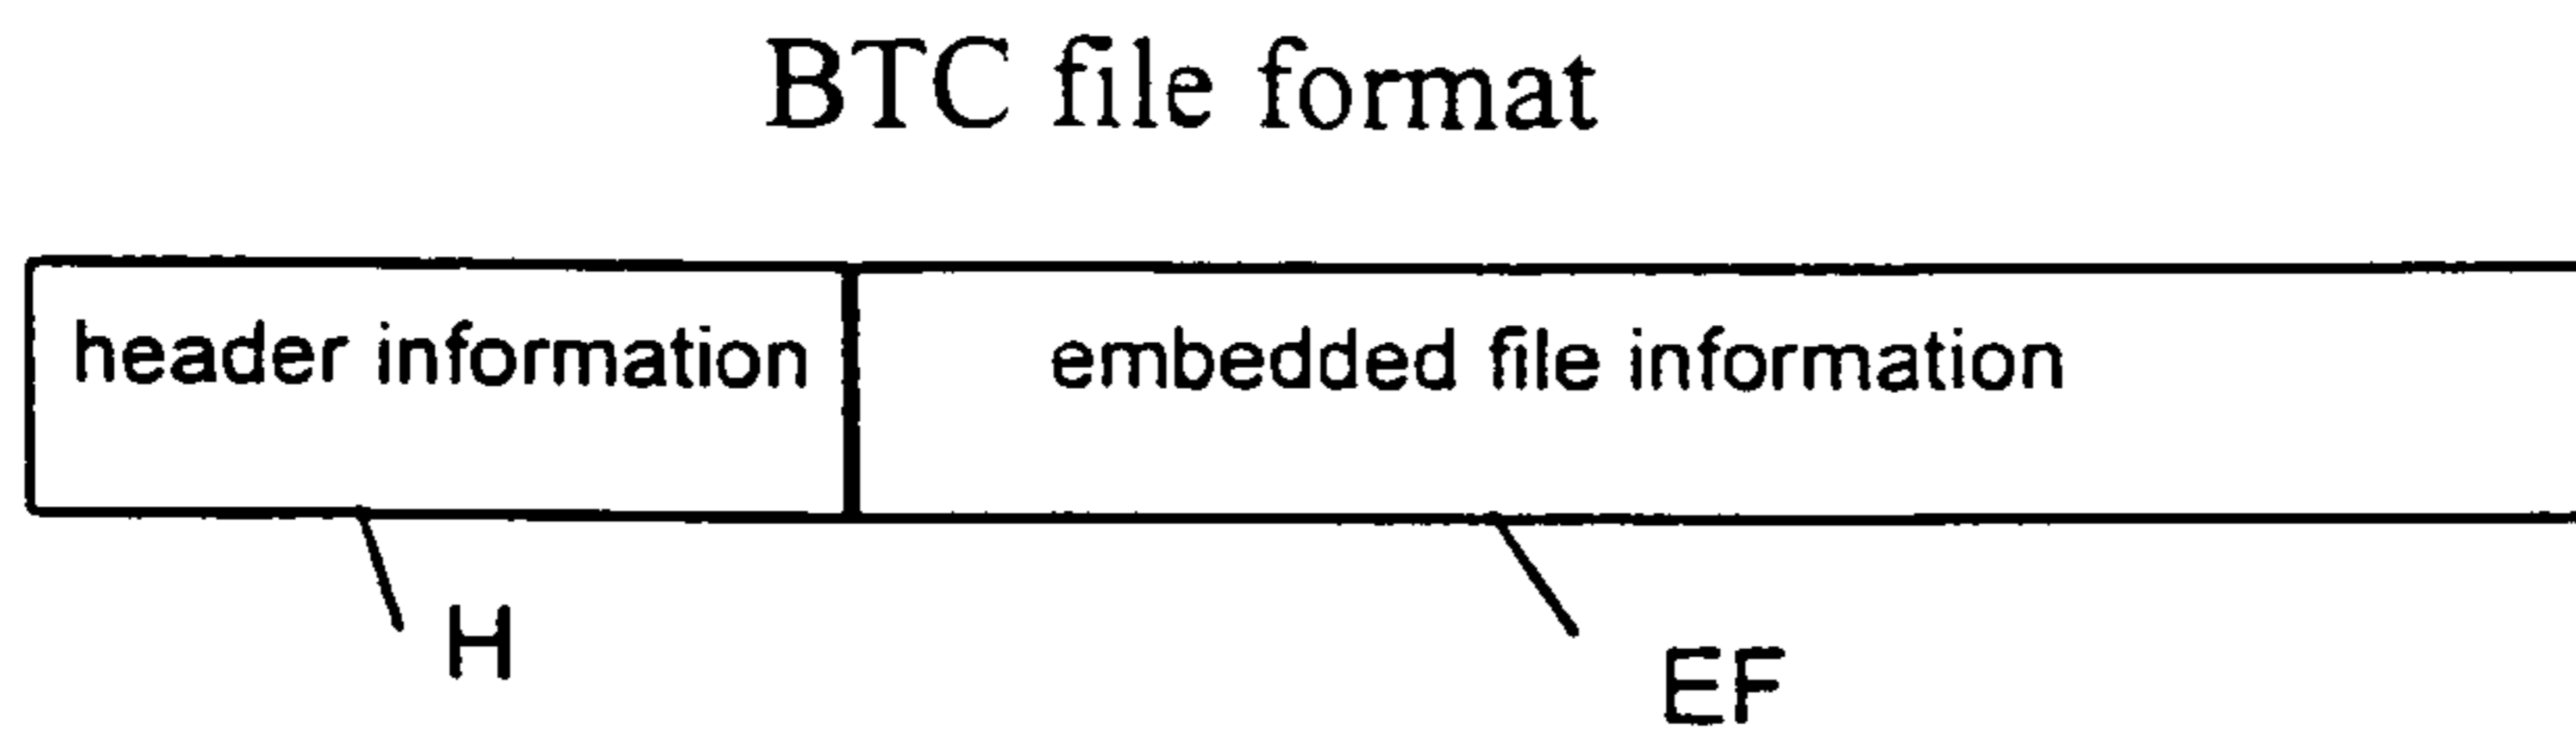 BTC file format
header information embedded file information
H
EF